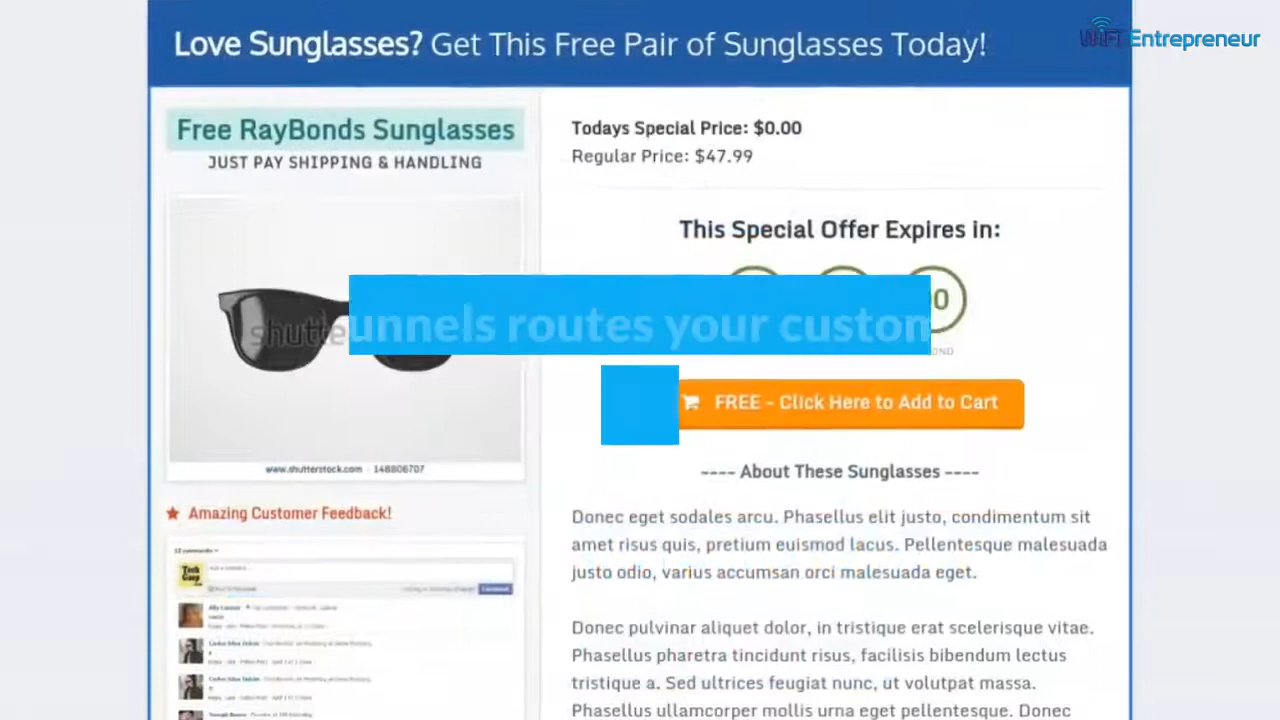 Love Sunglasses? Get This Free Pair of Sunglasses Today!
WiFi Entrepreneur
Free RayBonds Sunglasses
JUST PAY SHIPPING & HANDLING
www.shutterstock.com · 148806707
Amazing Customer Feedback!
12 comments
Tech Corp
Todays Special Price: $0.00
Regular Price: $47.99
This Special Offer Expires in:
unnels routes your custom
FREE - Click Here to Add to Cart
---- About These Sunglasses ----
Donec eget sodales arcu. Phasellus elit justo, condimentum sit
amet risus quis, pretium euismod lacus. Pellentesque malesuada
justo odio, varius accumsan orci malesuada eget.
Donec pulvinar aliquet dolor, in tristique erat scelerisque vitae.
Phasellus pharetra tincidunt risus, facilisis bibendum lectus
tristique a. Sed ultrices feugiat nunc, ut volutpat massa.
Phasellus ullamcorper mollis urna eget pellentesque. Donec